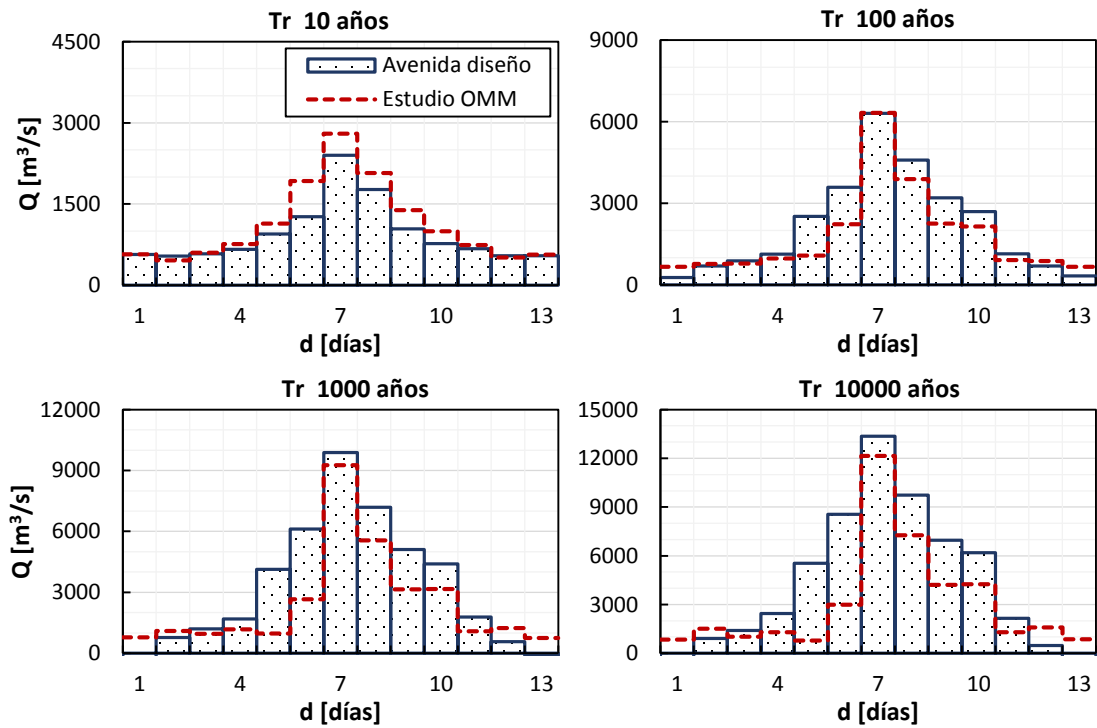 Tr 10 años
4500
3000
1500
0
Q [m³/s]
Avenida diseño
Estudio OMM
1 4 7 10 13
d [días]
Tr 100 años
9000
6000
3000
0
1 4 7 10 13
d [días]
Tr 1000 años
12000
9000
6000
3000
0
Q [m³/s]
1 4 7 10 13
d [días]
Tr 10000 años
15000
12000
9000
6000
3000
0
1 4 7 10 13
d [días]